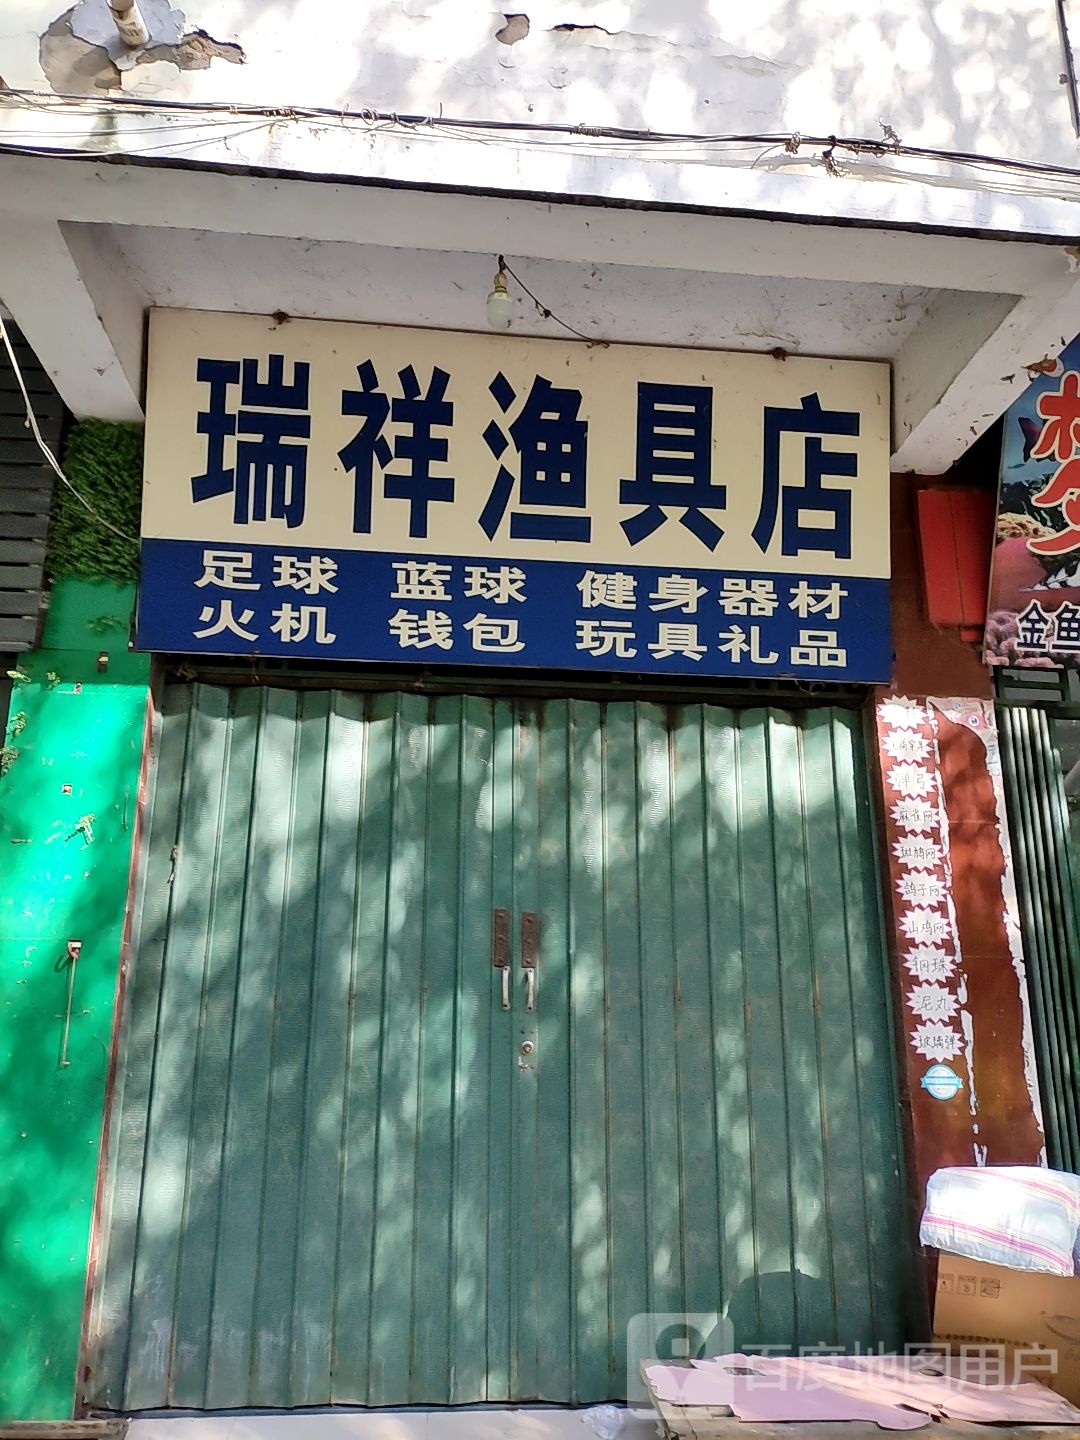 瑞祥渔具店
足球 蓝球 健身器材
火机 钱包 玩具礼品
梦
金鱼
弹弓
麻雀网
斑鸠网
鸽子网
山鸡网
钢珠
泥丸
玻璃弹
百度地图用户